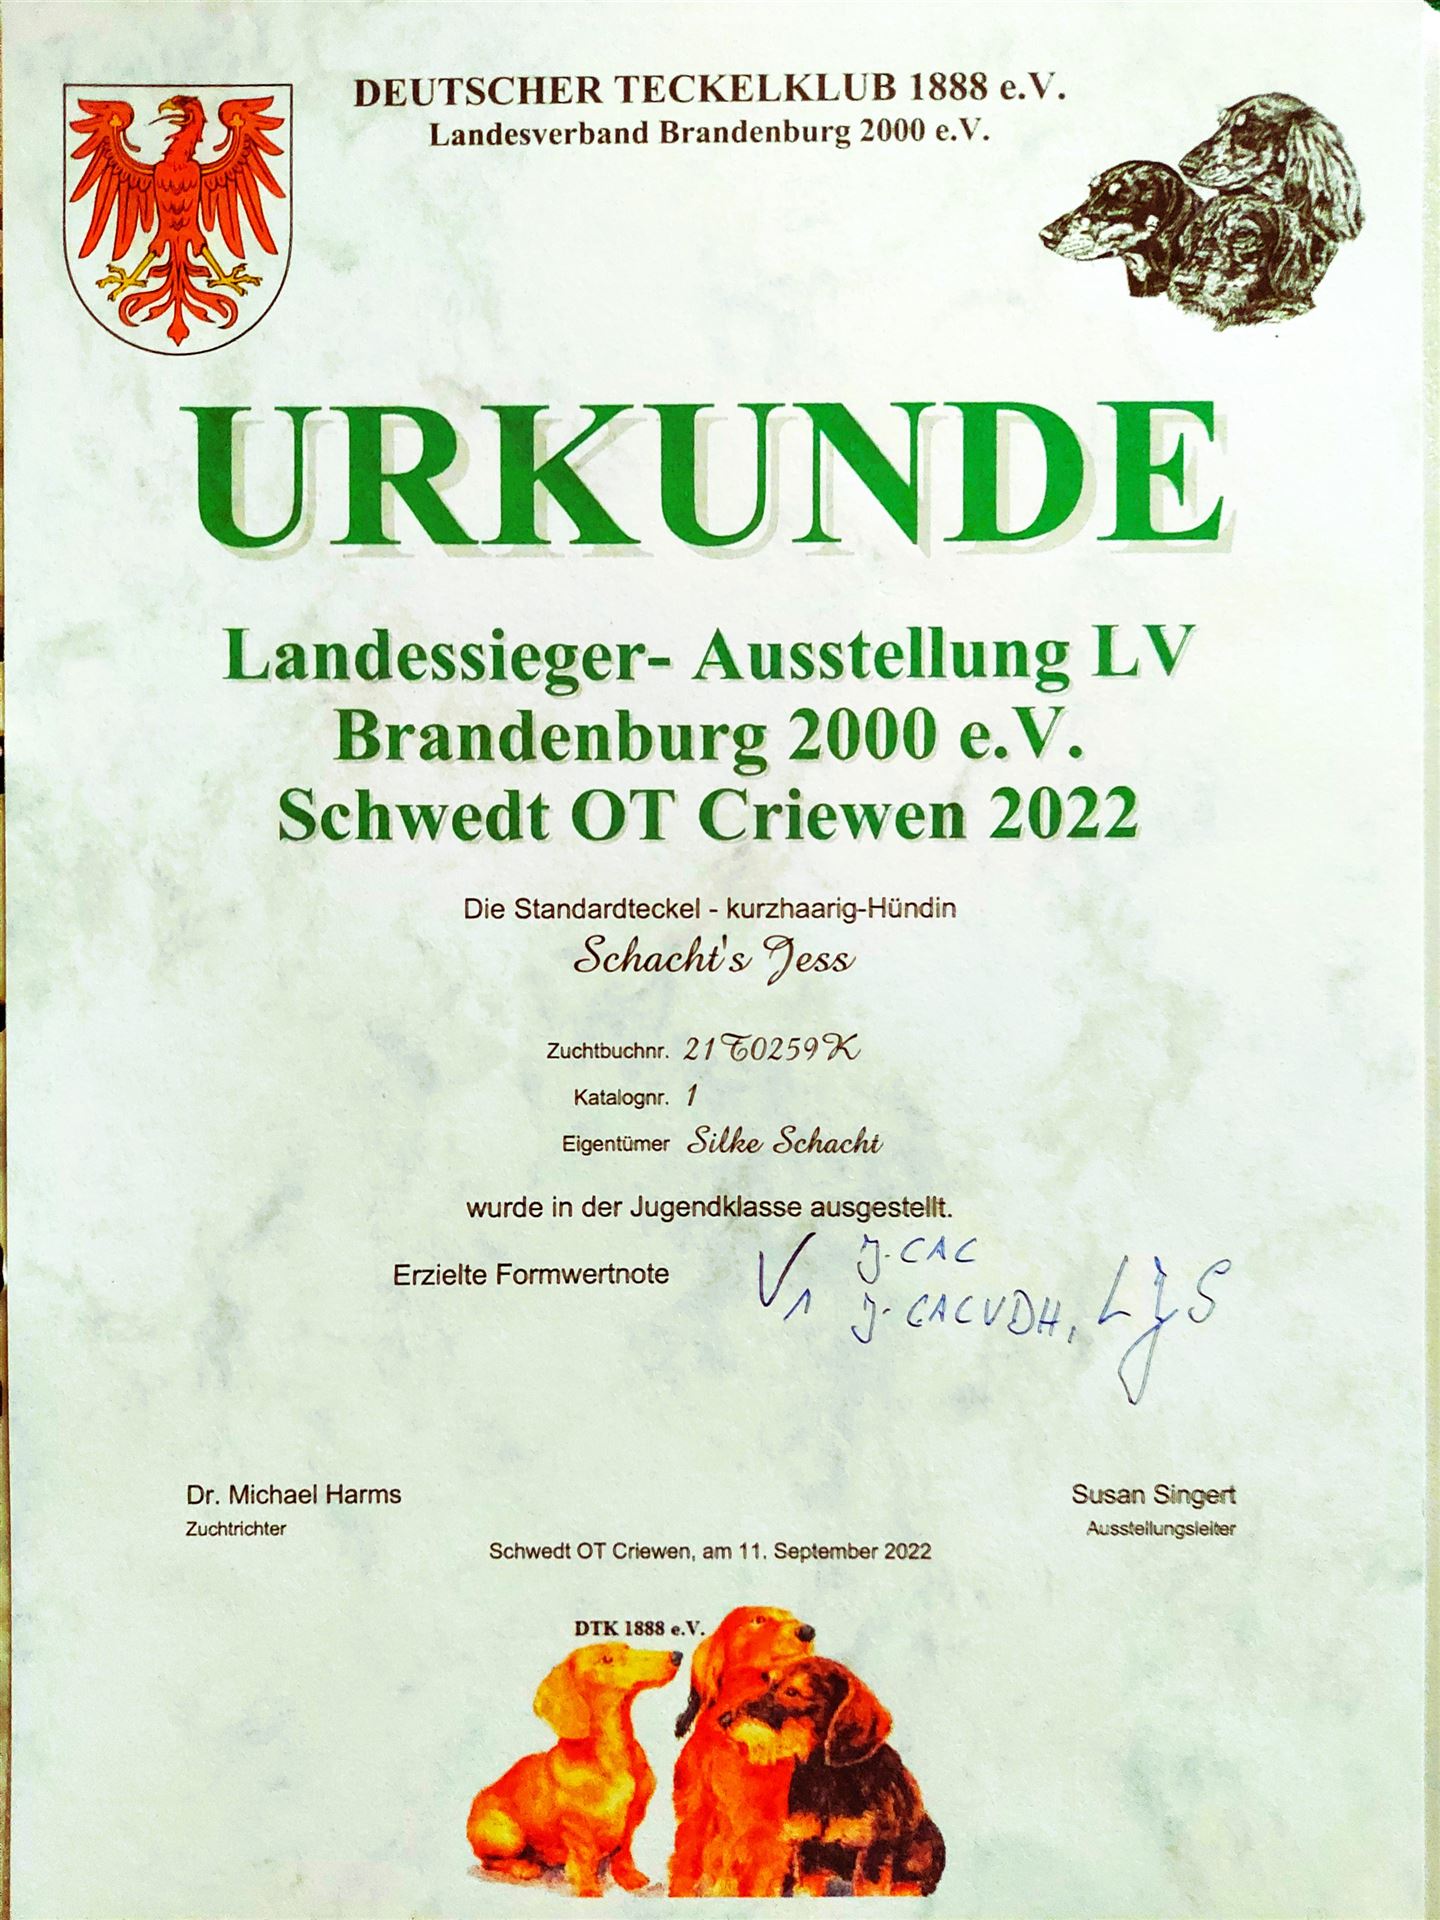 DEUTSCHER TECKELKLUB 1888 e.V.
Landesverband Brandenburg 2000 e.V.
URKUNDE
Landessieger- Ausstellung LV
Brandenburg 2000 e.V.
Schwedt OT Criewen 2022
Die Standardteckel - kurzhaarig-Hündin
Schacht's Jess
Zuchtbuchnr. 21T0259K
Katalognr. 1
Eigentümer Silke Schacht
wurde in der Jugendklasse ausgestellt.
Erzielte Formwertnote V1 J. CAC
J. CACVDH, LJS
Dr. Michael Harms
Zuchtrichter
Susan Singert
Ausstellungsleiter
Schwedt OT Criewen, am 11. September 2022
DTK 1888 e.V.